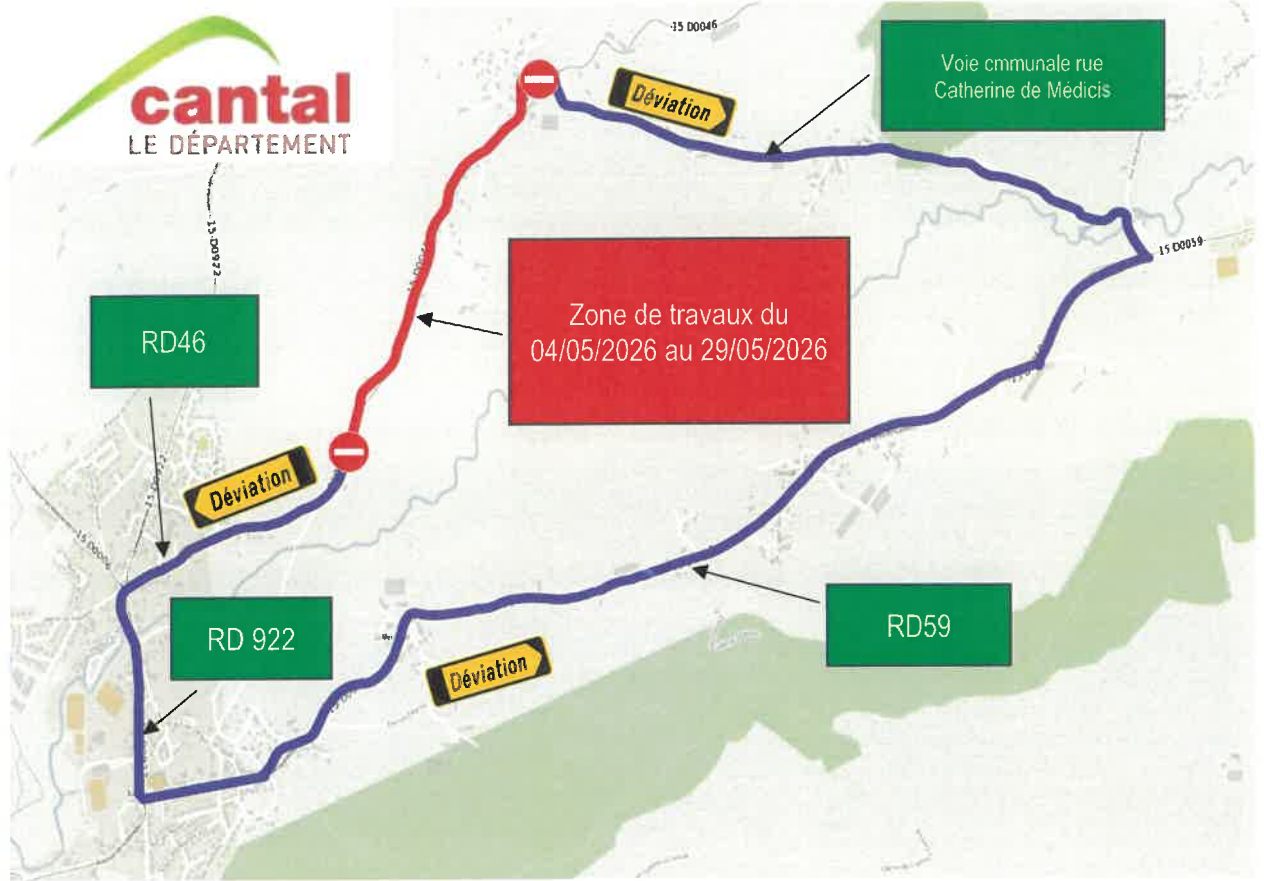 cantal
LE DÉPARTEMENT
15 D0046
Déviation
Voie cmmunale rue
Catherine de Médicis
15 D0922
15 D0059
Zone de travaux du
04/05/2026 au 29/05/2026
RD46
Déviation
RD 922
RD59
Déviation